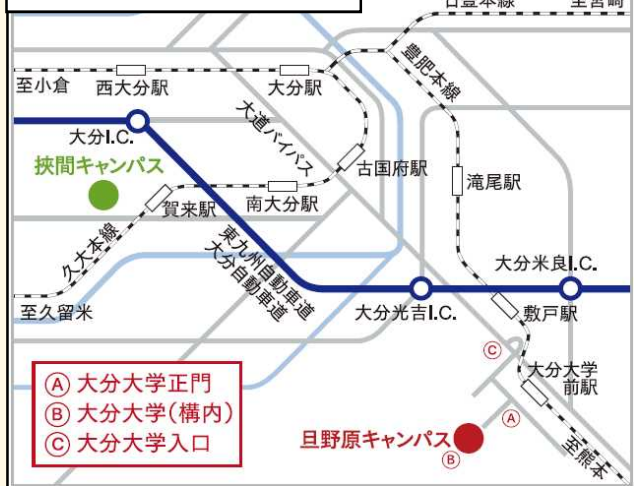 日豊本線
至宮崎
豊肥本線
至小倉
西大分駅
大分駅
大分I.C.
大道バイパス
古国府駅
挾間キャンパス
滝尾駅
賀来駅
南大分駅
久大本線
東九州自動車道
大分自動車道
大分米良I.C.
至久留米
大分光吉I.C.
敷戸駅
Ⓒ
大分大学
前駅
Ⓐ 大分大学正門
Ⓑ 大分大学(構内)
Ⓒ 大分大学入口
Ⓐ
旦野原キャンパス
Ⓑ
至熊本